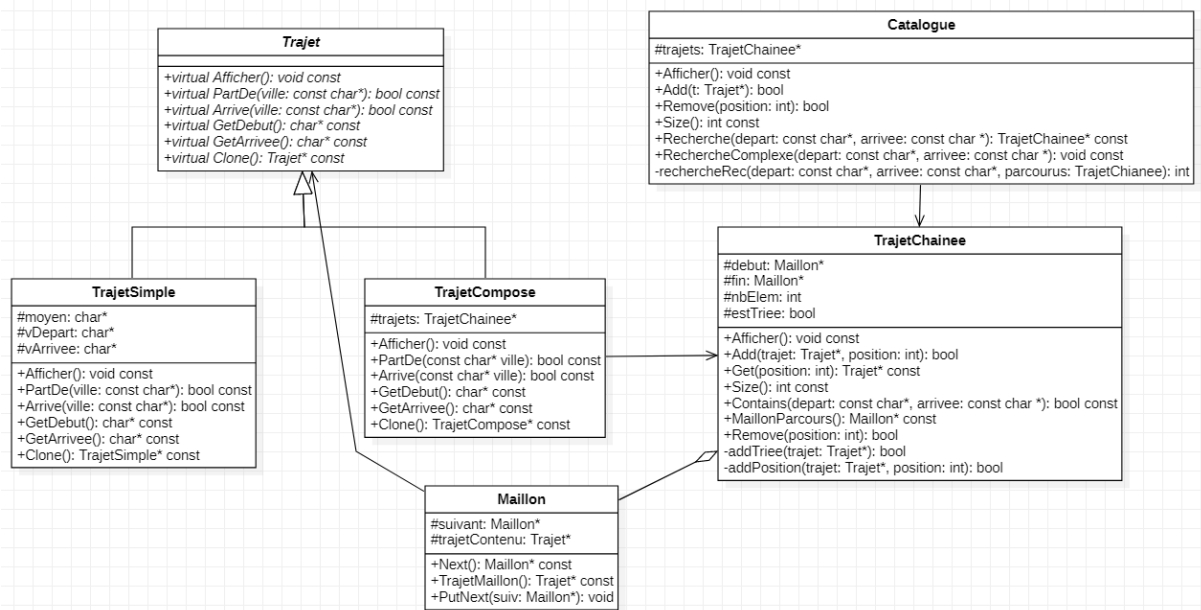 Trajet
+virtual Afficher(): void const
+virtual PartDe(ville: const char*): bool const
+virtual Arrive(ville: const char*): bool const
+virtual GetDebut(): char* const
+virtual GetArrivee(): char* const
+virtual Clone(): Trajet* const
Catalogue
#trajets: TrajetChainee*
+Afficher(): void const
+Add(t: Trajet*): bool
+Remove(position: int): bool
+Size(): int const
+Recherche(depart: const char*, arrivee: const char *): TrajetChainee* const
+RechercheComplexe(depart: const char*, arrivee: const char *): void const
-rechercheRec(depart: const char*, arrivee: const char*, parcourus: TrajetChianee): int
TrajetSimple
#moyen: char*
#vDepart: char*
#vArrivee: char*
+Afficher(): void const
+PartDe(ville: const char*): bool const
+Arrive(ville: const char*): bool const
+GetDebut(): char* const
+GetArrivee(): char* const
+Clone(): TrajetSimple* const
TrajetCompose
#trajets: TrajetChainee*
+Afficher(): void const
+PartDe(const char* ville): bool const
+Arrive(const char* ville): bool const
+GetDebut(): char* const
+GetArrivee(): char* const
+Clone(): TrajetCompose* const
TrajetChainee
#debut: Maillon*
#fin: Maillon*
#nbElem: int
#estTriee: bool
+Afficher(): void const
+Add(trajet: Trajet*, position: int): bool
+Get(position: int): Trajet* const
+Size(): int const
+Contains(depart: const char*, arrivee: const char *): bool const
+MaillonParcours(): Maillon* const
+Remove(position: int): bool
-addTriee(trajet: Trajet*): bool
-addPosition(trajet: Trajet*, position: int): bool
Maillon
#suivant: Maillon*
#trajetContenu: Trajet*
+Next(): Maillon* const
+TrajetMaillon(): Trajet* const
+PutNext(suiv: Maillon*): void